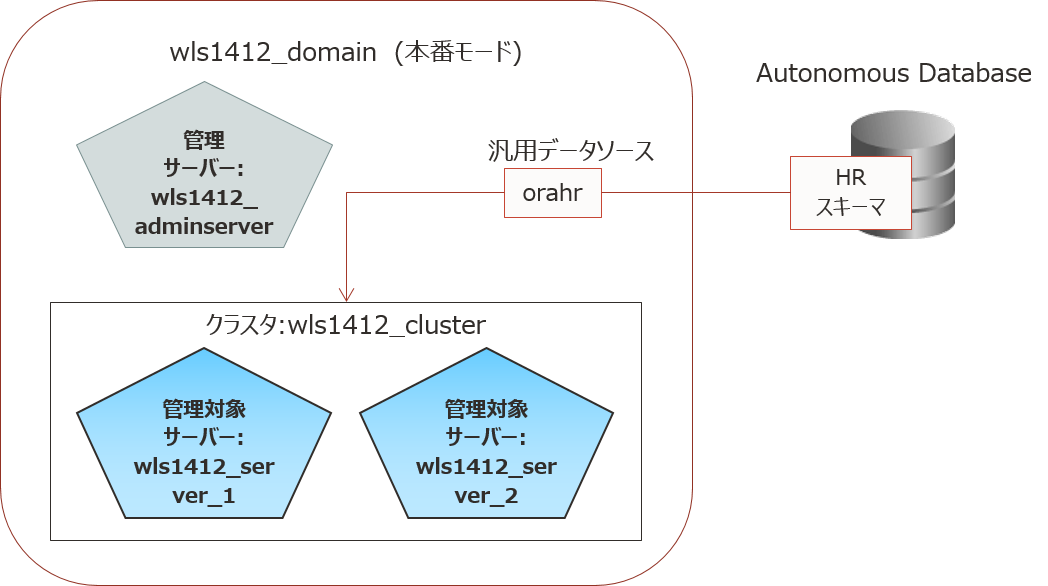 wls1412_domain (本番モード)
Autonomous Database
管理
サーバー:
wls1412_
adminserver
汎用データソース
orahr
HR
スキーマ
クラスタ:wls1412_cluster
管理対象
サーバー:
wls1412_ser
ver_1
管理対象
サーバー:
wls1412_ser
ver_2